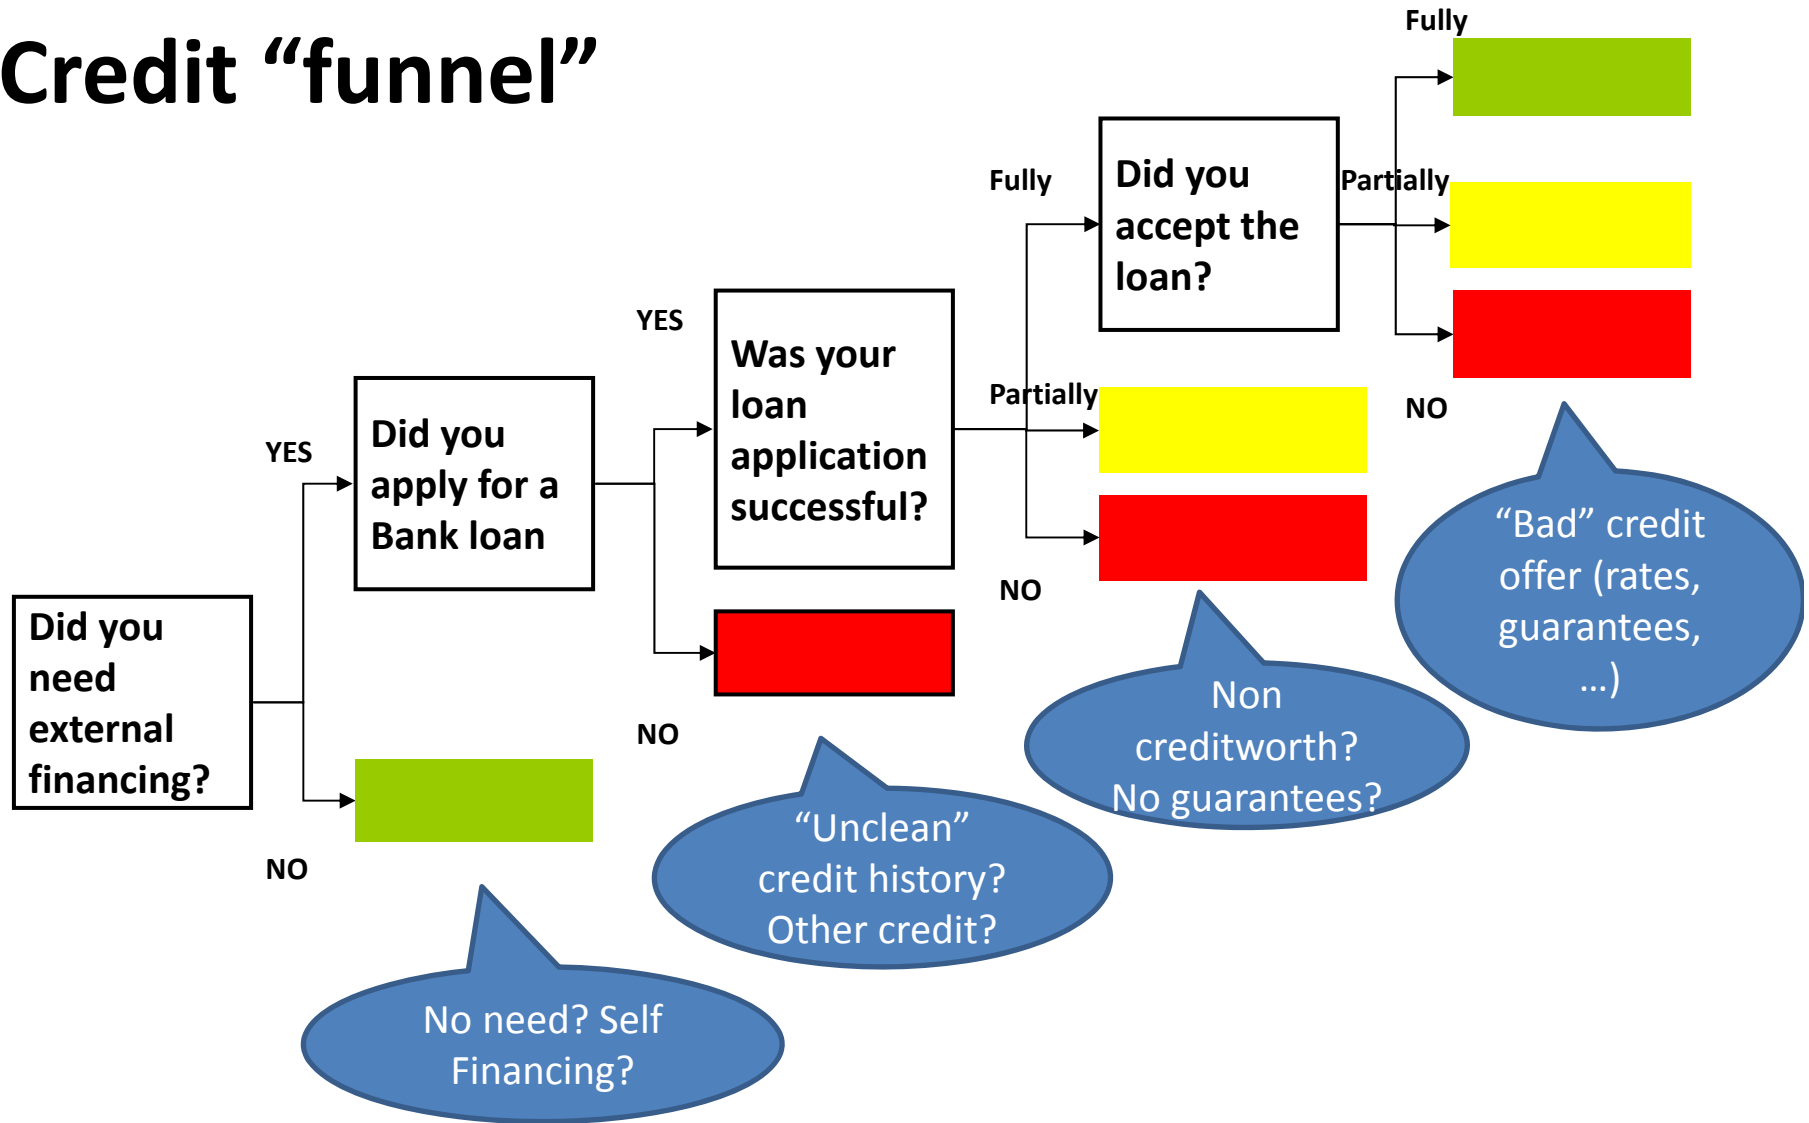 Credit “funnel”
Fully
Did you
accept the
loan?
Fully
Partially
NO
YES
Was your
loan
application
successful?
Partially
NO
YES
Did you
apply for a
Bank loan
NO
Did you
need
external
financing?
NO
“Bad” credit
offer (rates,
guarantees,
...)
Non
creditworth?
No guarantees?
“Unclean”
credit history?
Other credit?
No need? Self
Financing?